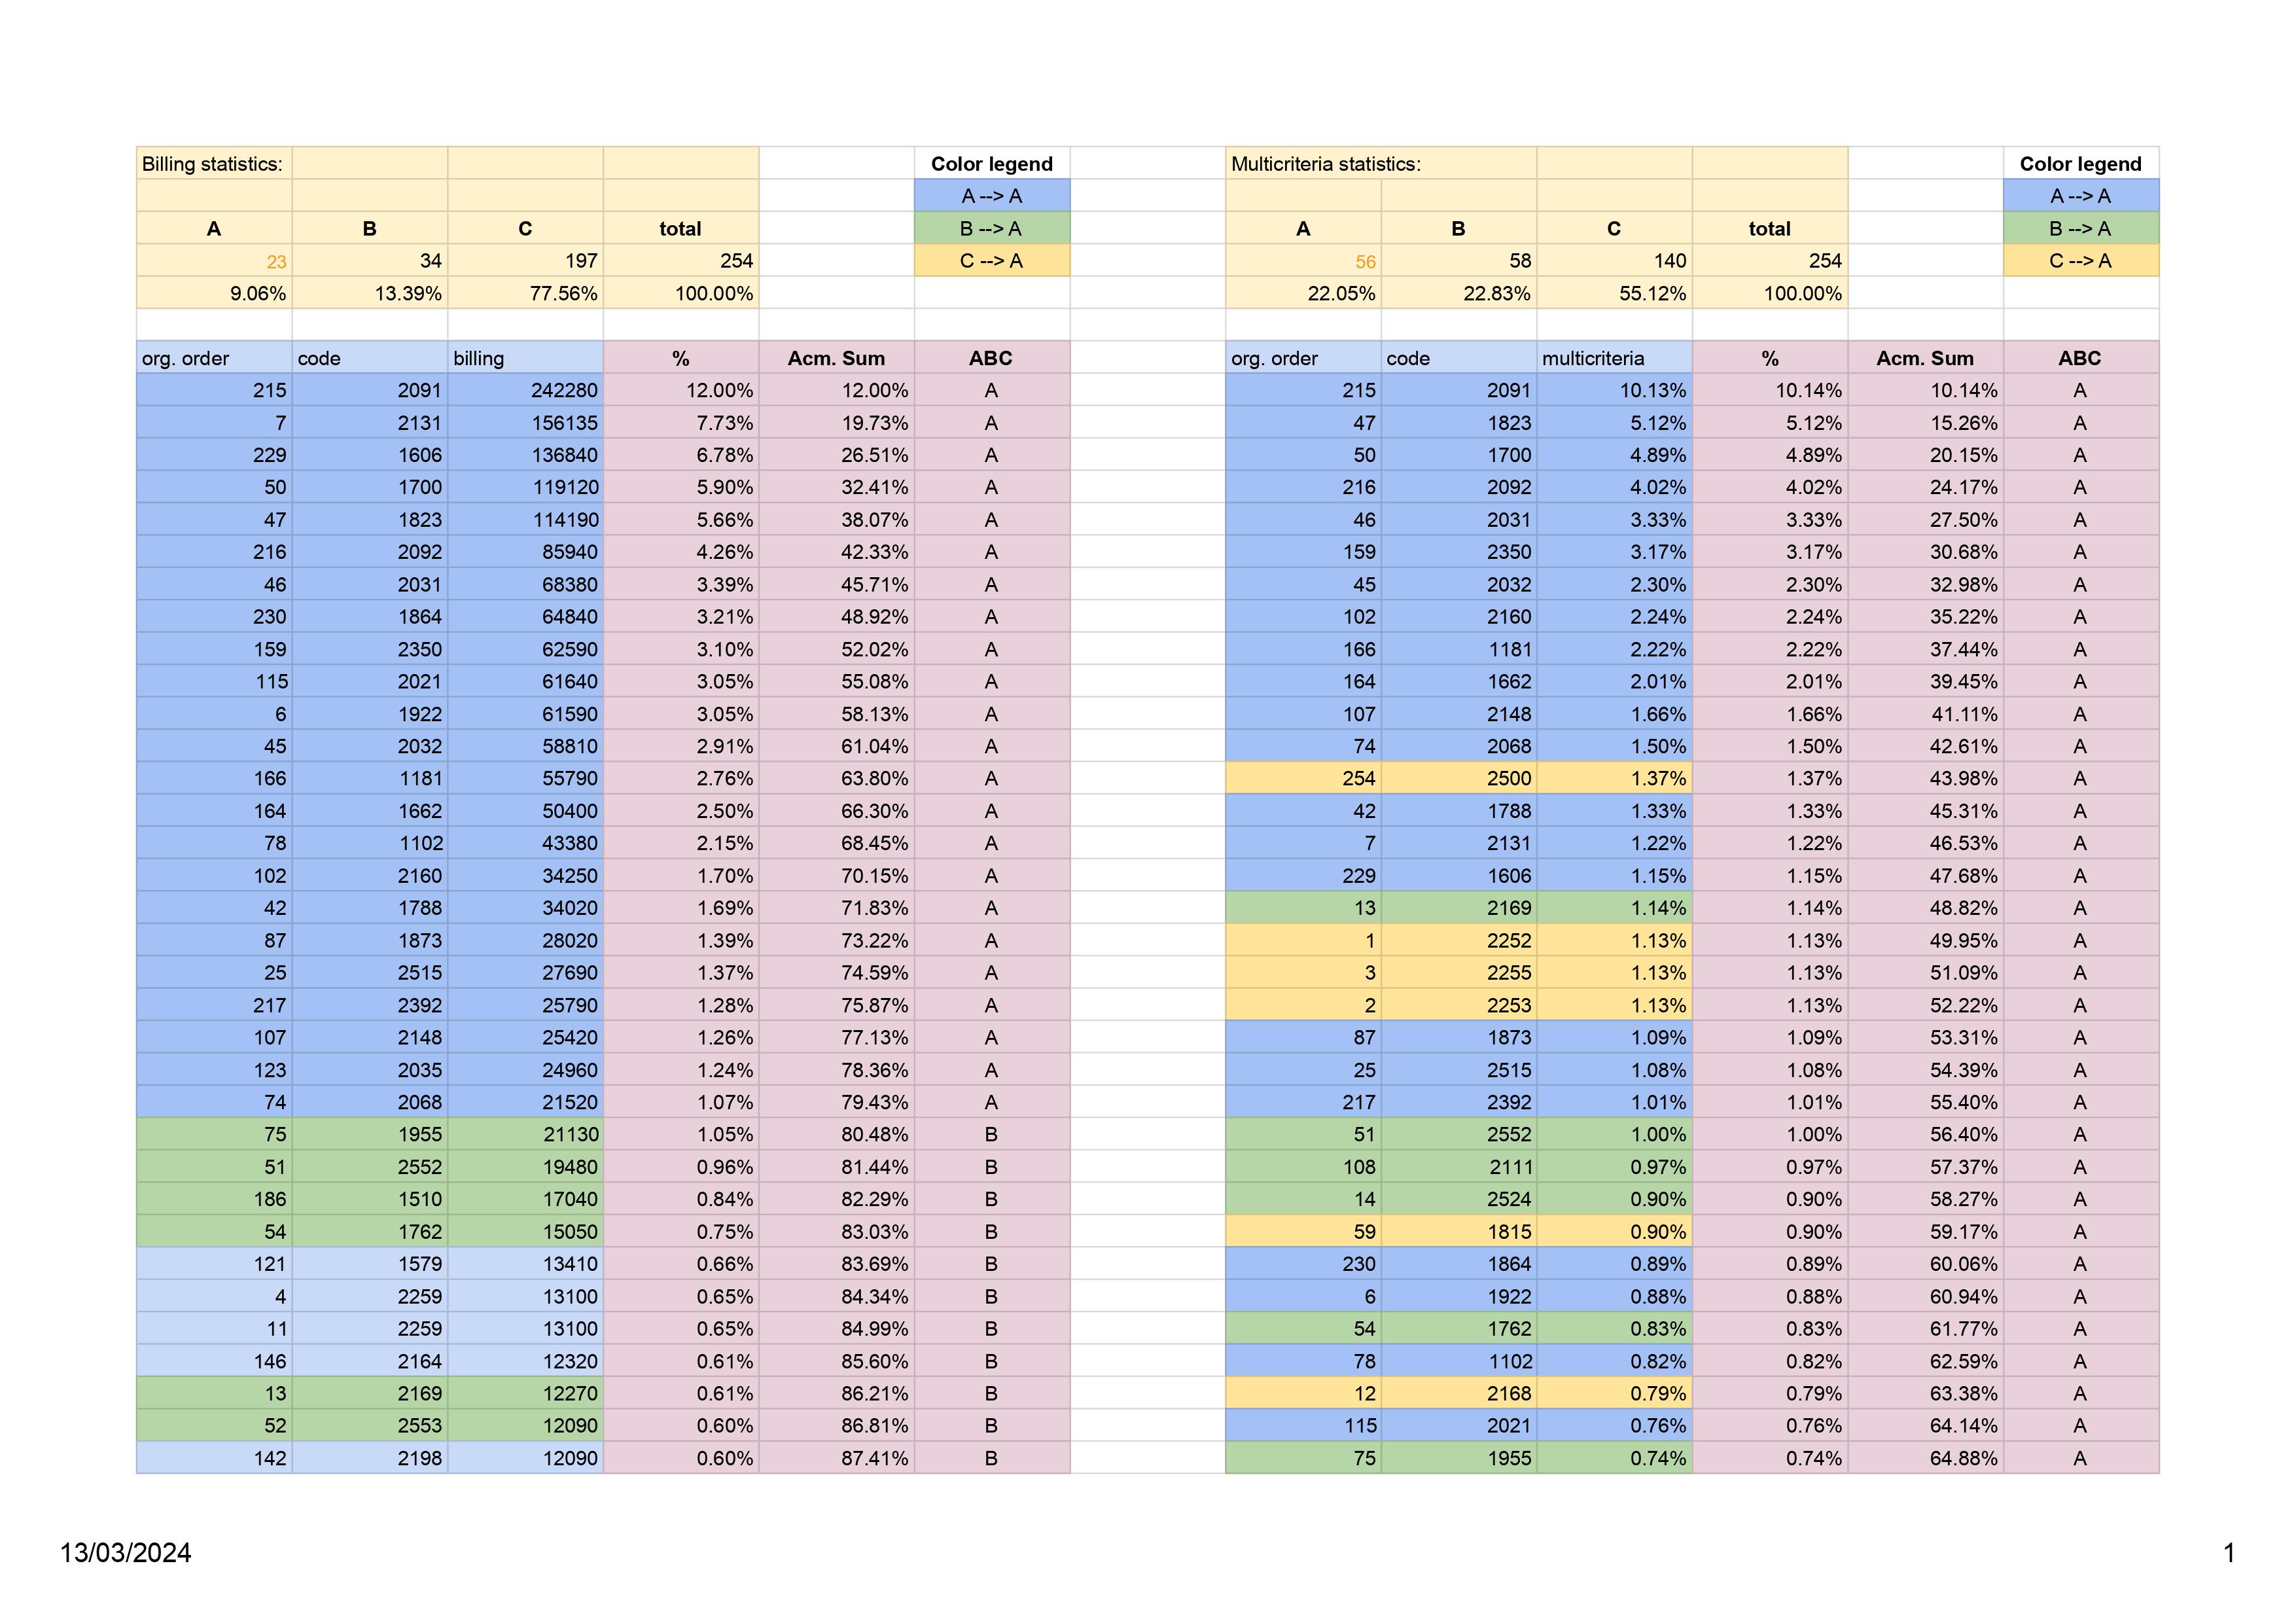 Billing statistics: Color legend Multicriteria statistics: Color legend
A --> A A --> A
A B C total B --> A A B C total B --> A
23 34 197 254 C --> A 56 58 140 254 C --> A
9.06% 13.39% 77.56% 100.00% 22.05% 22.83% 55.12% 100.00%
org. order code billing % Acm. Sum ABC org. order code multicriteria % Acm. Sum ABC
215 2091 242280 12.00% 12.00% A 215 2091 10.13% 10.14% 10.14% A
7 2131 156135 7.73% 19.73% A 47 1823 5.12% 5.12% 15.26% A
229 1606 136840 6.78% 26.51% A 50 1700 4.89% 4.89% 20.15% A
50 1700 119120 5.90% 32.41% A 216 2092 4.02% 4.02% 24.17% A
47 1823 114190 5.66% 38.07% A 46 2031 3.33% 3.33% 27.50% A
216 2092 85940 4.26% 42.33% A 159 2350 3.17% 3.17% 30.68% A
46 2031 68380 3.39% 45.71% A 45 2032 2.30% 2.30% 32.98% A
230 1864 64840 3.21% 48.92% A 102 2160 2.24% 2.24% 35.22% A
159 2350 62590 3.10% 52.02% A 166 1181 2.22% 2.22% 37.44% A
115 2021 61640 3.05% 55.08% A 164 1662 2.01% 2.01% 39.45% A
6 1922 61590 3.05% 58.13% A 107 2148 1.66% 1.66% 41.11% A
45 2032 58810 2.91% 61.04% A 74 2068 1.50% 1.50% 42.61% A
166 1181 55790 2.76% 63.80% A 254 2500 1.37% 1.37% 43.98% A
164 1662 50400 2.50% 66.30% A 42 1788 1.33% 1.33% 45.31% A
78 1102 43380 2.15% 68.45% A 7 2131 1.22% 1.22% 46.53% A
102 2160 34250 1.70% 70.15% A 229 1606 1.15% 1.15% 47.68% A
42 1788 34020 1.69% 71.83% A 13 2169 1.14% 1.14% 48.82% A
87 1873 28020 1.39% 73.22% A 1 2252 1.13% 1.13% 49.95% A
25 2515 27690 1.37% 74.59% A 3 2255 1.13% 1.13% 51.09% A
217 2392 25790 1.28% 75.87% A 2 2253 1.13% 1.13% 52.22% A
107 2148 25420 1.26% 77.13% A 87 1873 1.09% 1.09% 53.31% A
123 2035 24960 1.24% 78.36% A 25 2515 1.08% 1.08% 54.39% A
74 2068 21520 1.07% 79.43% A 217 2392 1.01% 1.01% 55.40% A
75 1955 21130 1.05% 80.48% B 51 2552 1.00% 1.00% 56.40% A
51 2552 19480 0.96% 81.44% B 108 2111 0.97% 0.97% 57.37% A
186 1510 17040 0.84% 82.29% B 14 2524 0.90% 0.90% 58.27% A
54 1762 15050 0.75% 83.03% B 59 1815 0.90% 0.90% 59.17% A
121 1579 13410 0.66% 83.69% B 230 1864 0.89% 0.89% 60.06% A
4 2259 13100 0.65% 84.34% B 6 1922 0.88% 0.88% 60.94% A
11 2259 13100 0.65% 84.99% B 54 1762 0.83% 0.83% 61.77% A
146 2164 12320 0.61% 85.60% B 78 1102 0.82% 0.82% 62.59% A
13 2169 12270 0.61% 86.21% B 12 2168 0.79% 0.79% 63.38% A
52 2553 12090 0.60% 86.81% B 115 2021 0.76% 0.76% 64.14% A
142 2198 12090 0.60% 87.41% B 75 1955 0.74% 0.74% 64.88% A
13/03/2024 1